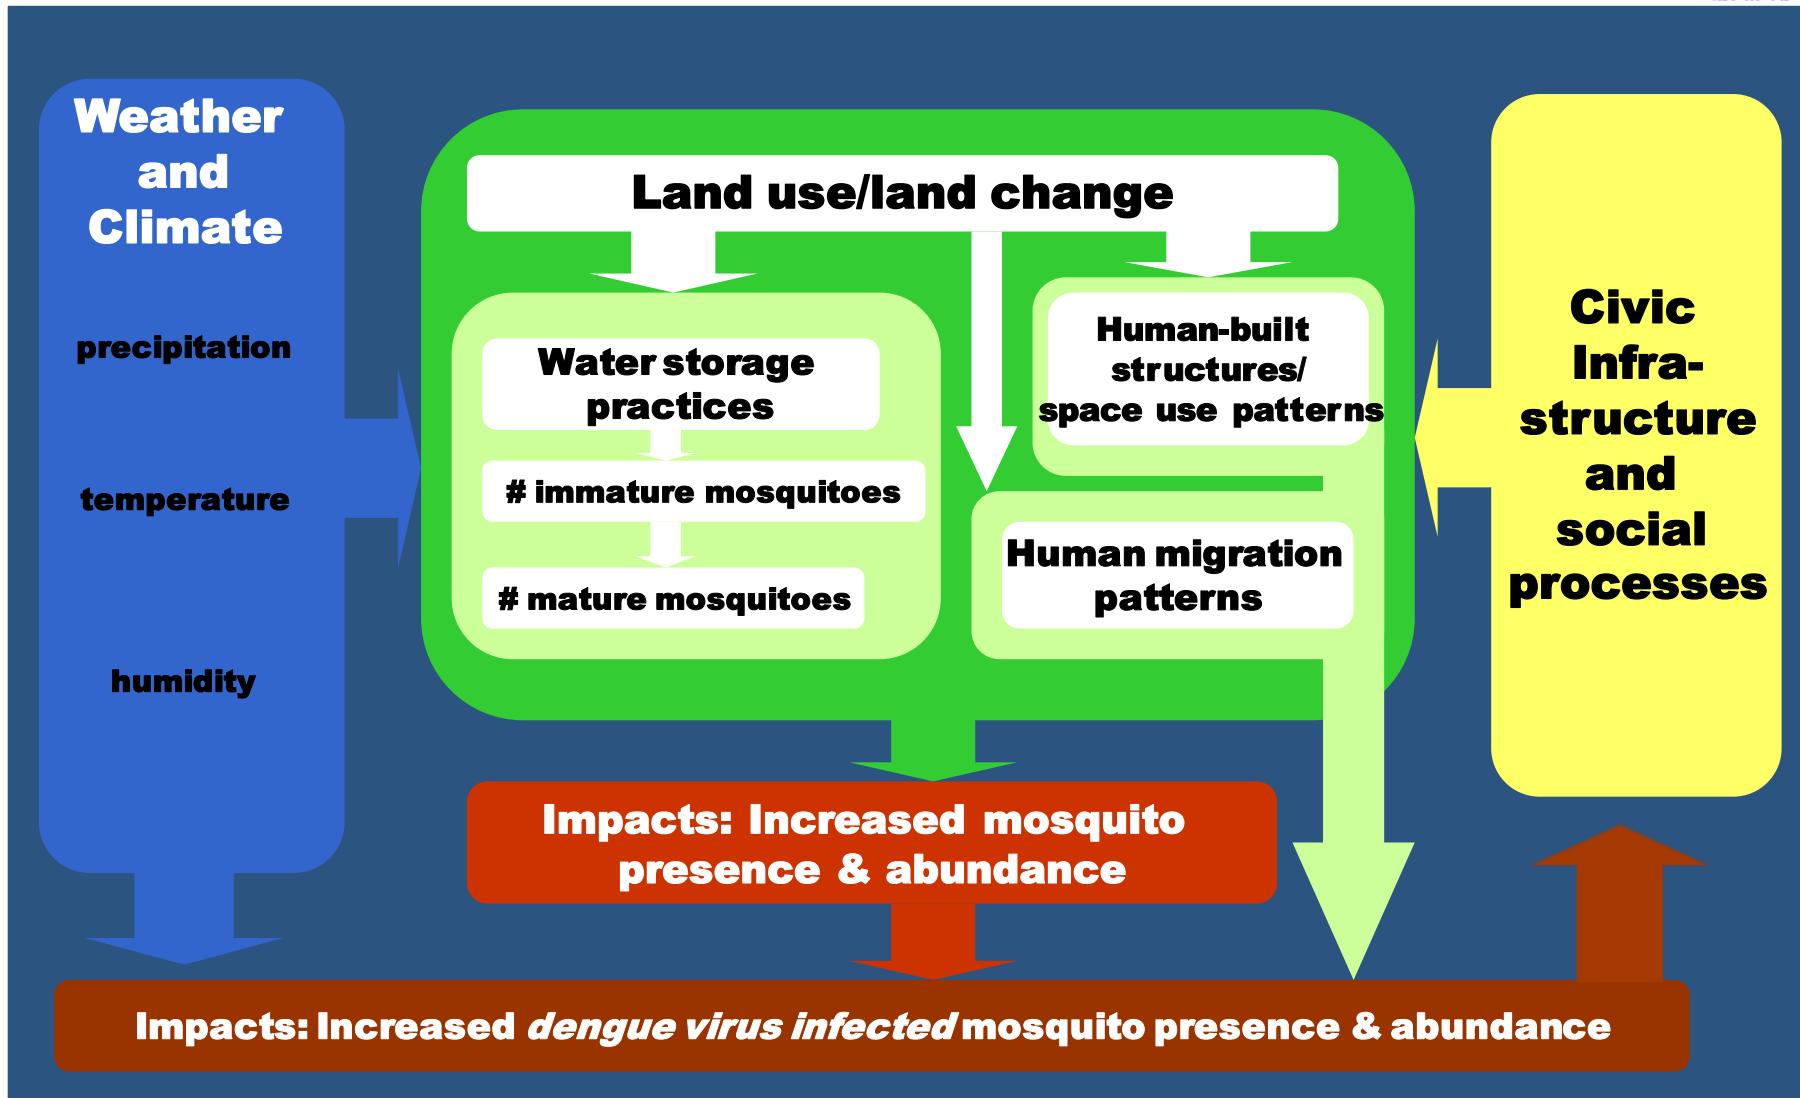 Weather
and
Climate
precipitation
temperature
humidity
Land use/land change
Water storage
practices
# immature mosquitoes
# mature mosquitoes
Human-built
structures/
space use patterns
Human migration
patterns
Civic
Infra-
structure
and
social
processes
Impacts: Increased mosquito
presence & abundance
Impacts: Increased dengue virus infected mosquito presence & abundance